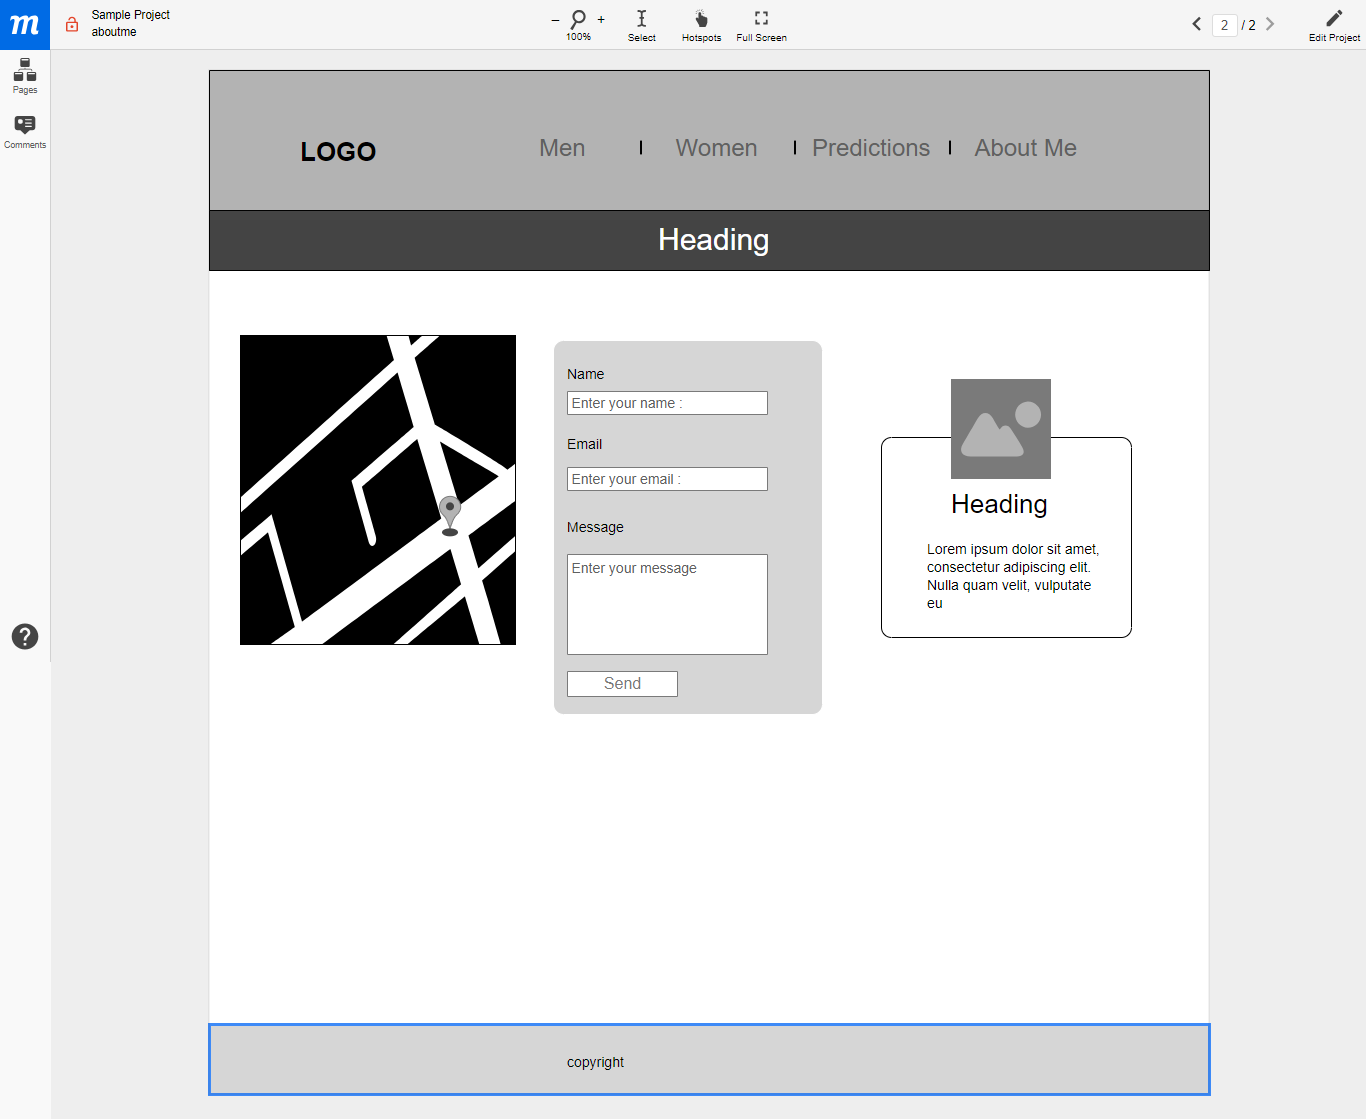 m
Sample Project
aboutme
100%
Select
Hotspots
Full Screen
2 / 2
Edit Project
Pages
Comments
?
LOGO
Men
Women
Predictions
About Me
Heading
Name
Enter your name :
Email
Enter your email :
Message
Enter your message
Send
Heading
Lorem ipsum dolor sit amet,
consectetur adipiscing elit.
Nulla quam velit, vulputate
eu
copyright